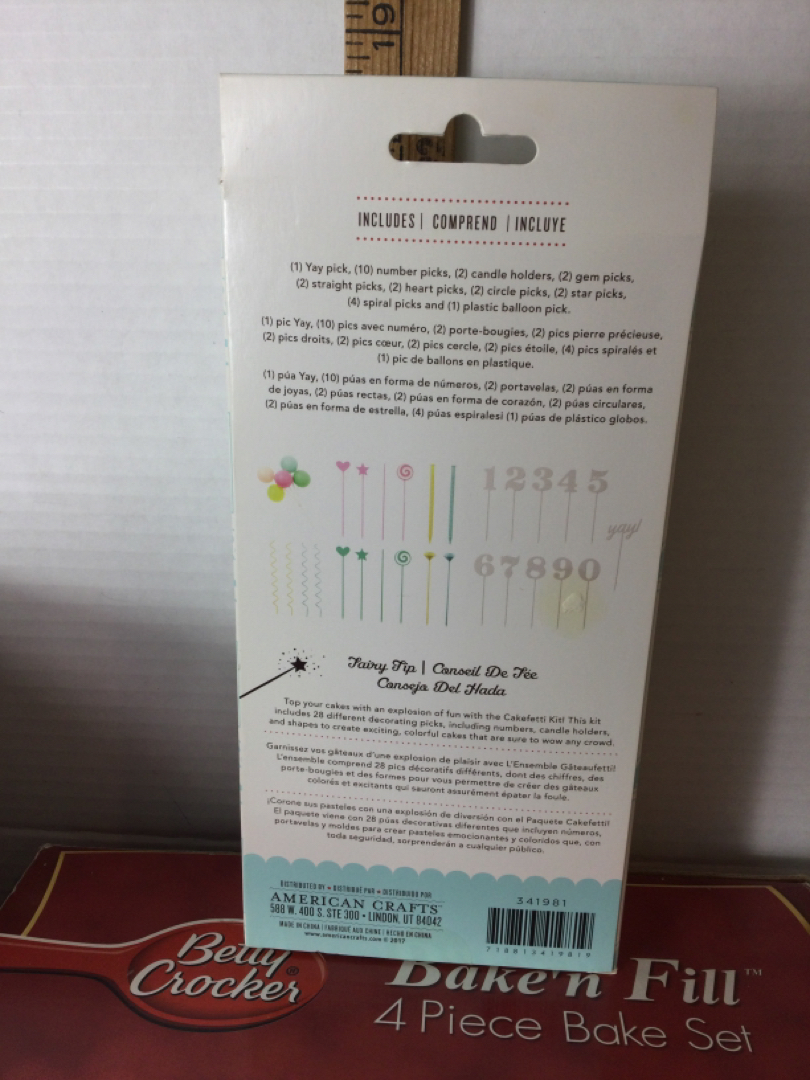 19
INCLUDES | COMPREND | INCLUYE
(1) Yay pick, (10) number picks, (2) candle holders, (2) gem picks,
(2) straight picks, (2) heart picks, (2) circle picks, (2) star picks,
(4) spiral picks and (1) plastic balloon pick.
(1) pic Yay, (10) pics avec numéro, (2) porte-bougies, (2) pics pierre précieuse,
(2) pics droits, (2) pics cœur, (2) pics cercle, (2) pics étoile, (4) pics spiralés et
(1) pic de ballons en plastique.
(1) púa Yay, (10) púas en forma de números, (2) portavelas, (2) púas en forma
de joyas, (2) púas rectas, (2) púas en forma de corazón, (2) púas circulares,
(2) púas en forma de estrella, (4) púas espiralesi (1) púas de plástico globos.
12345
yay!
67890
Fairy Tip | Conseil De Fée
Consejo Del Hada
Top your cakes with an explosion of fun with the Cakefetti Kit! This kit
includes 28 different decorating picks, including numbers, candle holders,
and shapes to create exciting, colorful cakes that are sure to wow any crowd.
Garnissez vos gâteaux d'une explosion de plaisir avec L'Ensemble Gâteaufetti!
L'ensemble comprend 28 pics décoratifs différents, dont des chiffres, des
porte-bougies et des formes pour vous permettre de créer des gâteaux
colorés et excitants qui sauront assurément épater la foule.
¡Corone sus pasteles con una explosión de diversión con el Paquete Cakefetti!
El paquete viene con 28 púas decorativas diferentes que incluyen números,
portavelas y moldes para crear pasteles emocionantes y coloridos que, con
toda seguridad, sorprenderán a cualquier público.
DISTRIBUTED BY • DISTRIBUÉ PAR • DISTRIBUIDO POR
AMERICAN CRAFTS™
588 W. 400 S. STE 300 • LINDON, UT 84042
MADE IN CHINA | FABRIQUÉ AUX CHINE | HECHO EN CHINA
www.americancrafts.com © 2017
341981
718813419819
Betty
Crocker®
Bake'n Fill™
4 Piece Bake Set